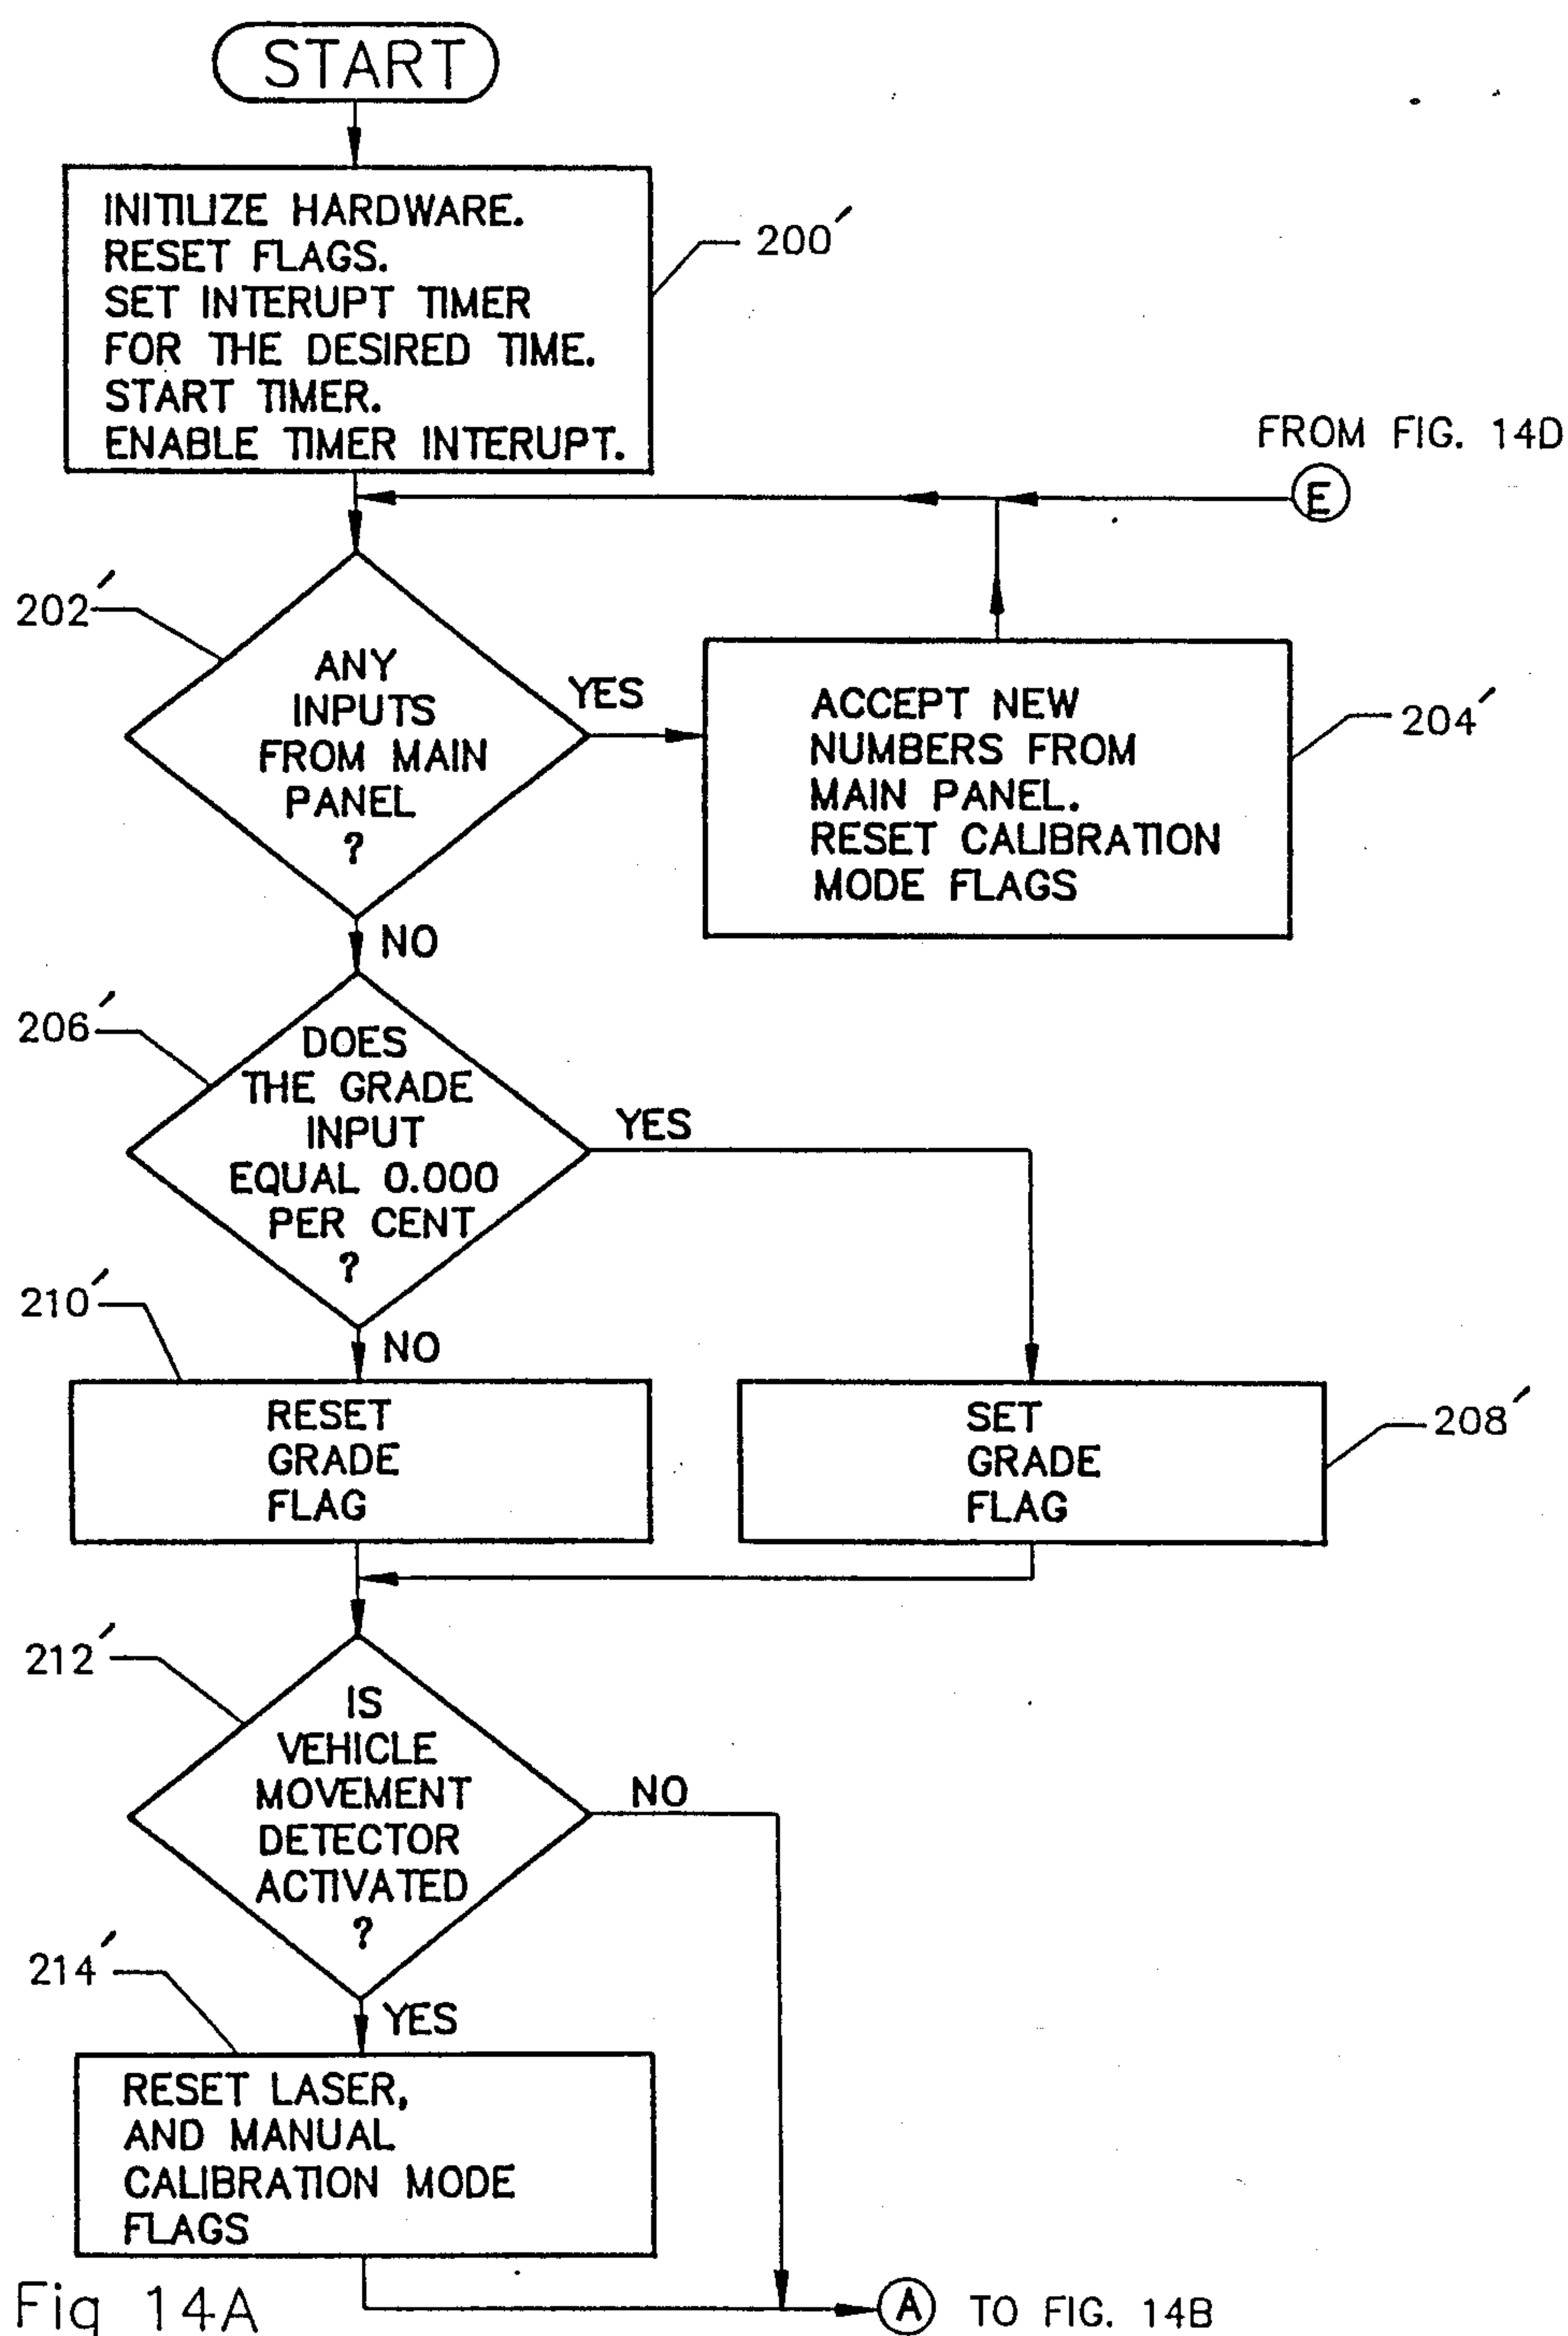 START
INITILIZE HARDWARE.
RESET FLAGS.
SET INTERUPT TIMER
FOR THE DESIRED TIME.
START TIMER.
ENABLE TIMER INTERUPT.
200′
FROM FIG. 14D
E
202′
ANY
INPUTS
FROM MAIN
PANEL
?
YES
ACCEPT NEW
NUMBERS FROM
MAIN PANEL.
RESET CALIBRATION
MODE FLAGS
204′
NO
206′
DOES
THE GRADE
INPUT
EQUAL 0.000
PER CENT
?
YES
210′
NO
RESET
GRADE
FLAG
SET
GRADE
FLAG
208′
212′
IS
VEHICLE
MOVEMENT
DETECTOR
ACTIVATED
?
NO
214′
YES
RESET LASER,
AND MANUAL
CALIBRATION MODE
FLAGS
Fig 14A
A
TO FIG. 14B